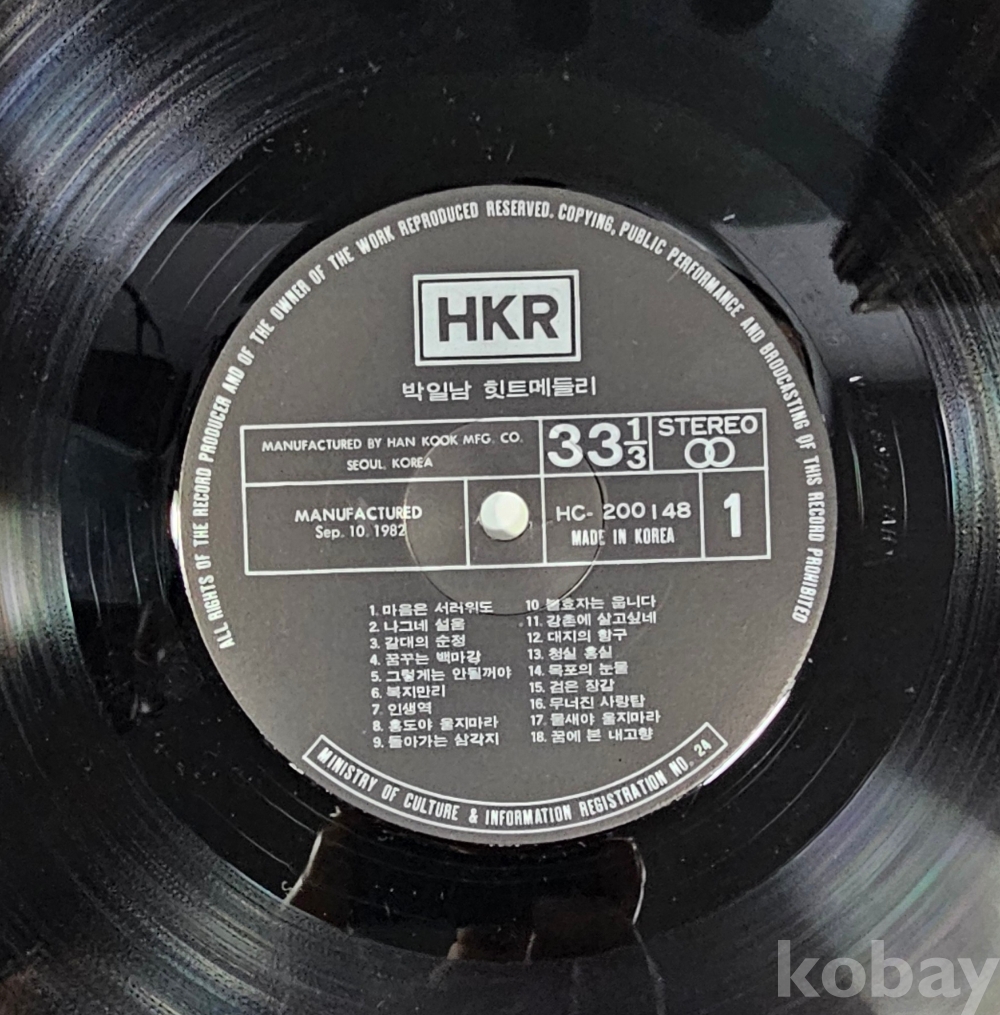 ALL RIGHTS OF THE RECORD PRODUCER AND OF THE OWNER OF THE WORK REPRODUCED RESERVED. COPYING, PUBLIC PERFORMANCE AND BRODCASTING OF THIS RECORD PROHIBITED
HKR
박일남 힛트메들리
MANUFACTURED BY HAN KOOK MFG. CO.
SEOUL, KOREA
33 1/3
STEREO
MANUFACTURED
Sep. 10. 1982
HC- 200148
MADE IN KOREA
1
1. 마음은 서러워도
2. 나그네 설움
3. 갈대의 순정
4. 꿈꾸는 백마강
5. 그렇게는 안될꺼야
6. 복지만리
7. 인생역
8. 홍도야 울지마라
9. 돌아가는 삼각지
10. 불효자는 웁니다
11. 강촌에 살고싶네
12. 대지의 항구
13. 청실 홍실
14. 목포의 눈물
15. 검은 장갑
16. 무너진 사랑탑
17. 물새야 울지마라
18. 꿈에 본 내고향
MINISTRY OF CULTURE & INFORMATION REGISTRATION NO. 24
kobay